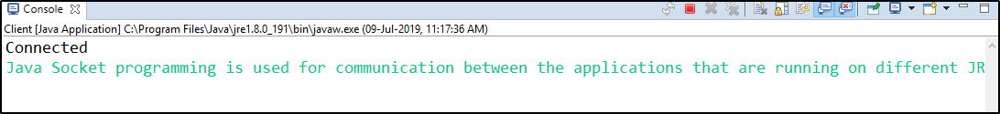 Console
Client [Java Application] C:\Program Files\Java\jre1.8.0_191\bin\javaw.exe (09-Jul-2019, 11:17:36 AM)
Connected
Java Socket programming is used for communication between the applications that are running on different JR